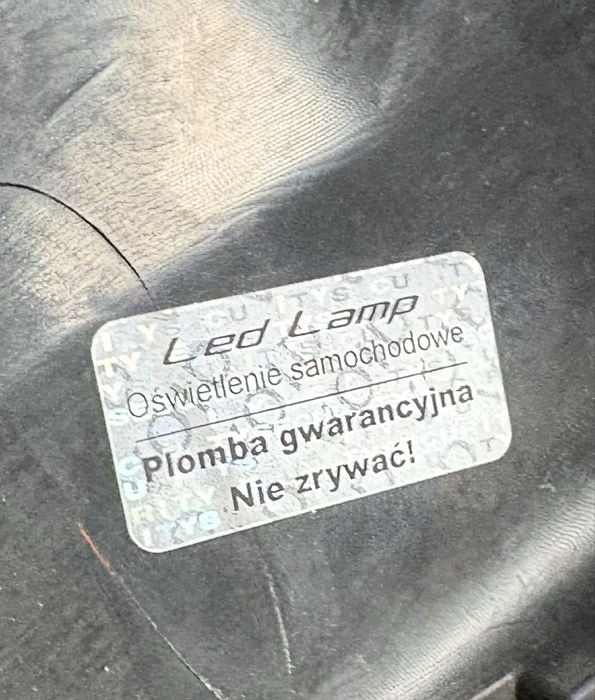 Led Lamp
Oświetlenie samochodowe
Plomba gwarancyjna
Nie zrywać!